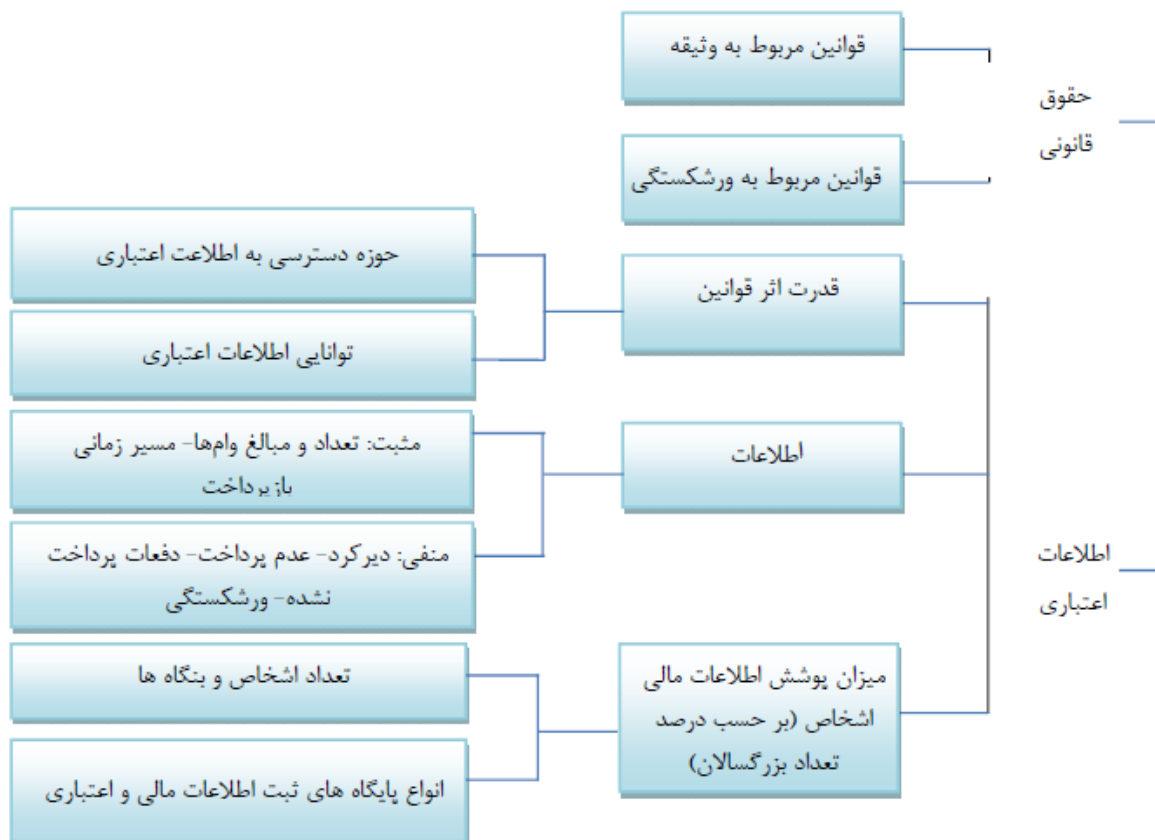 حقوق
قانونی
قوانین مربوط به وثیقه
قوانین مربوط به ورشکستگی
اطلاعات
اعتباری
قدرت اثر قوانین
حوزه دسترسی به اطلاعت اعتباری
توانایی اطلاعات اعتباری
اطلاعات
مثبت: تعداد و مبالغ وام‌ها- مسیر زمانی
بازپرداخت
منفی: دیرکرد- عدم پرداخت- دفعات پرداخت
نشده- ورشکستگی
میزان پوشش اطلاعات مالی
اشخاص (بر حسب درصد
تعداد بزرگسالان)
تعداد اشخاص و بنگاه ها
انواع پایگاه های ثبت اطلاعات مالی و اعتباری